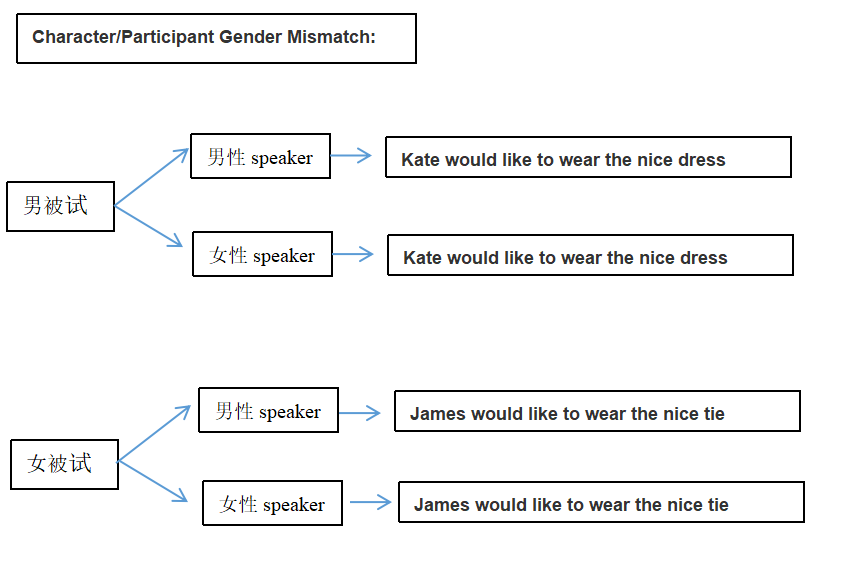 Character/Participant Gender Mismatch:
男性 speaker
Kate would like to wear the nice dress
男被试
女性 speaker
Kate would like to wear the nice dress
男性 speaker
James would like to wear the nice tie
女被试
女性 speaker
James would like to wear the nice tie